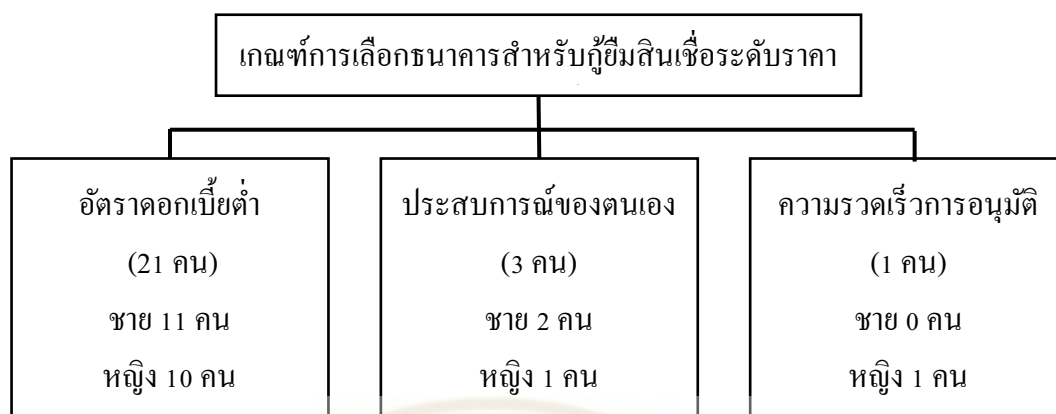 เกณฑ์การเลือกธนาคารสำหรับกู้ยืมสินเชื่อระดับราคา
อัตราดอกเบี้ยต่ำ
(21 คน)
ชาย 11 คน
หญิง 10 คน
ประสบการณ์ของตนเอง
(3 คน)
ชาย 2 คน
หญิง 1 คน
ความรวดเร็วการอนุมัติ
(1 คน)
ชาย 0 คน
หญิง 1 คน